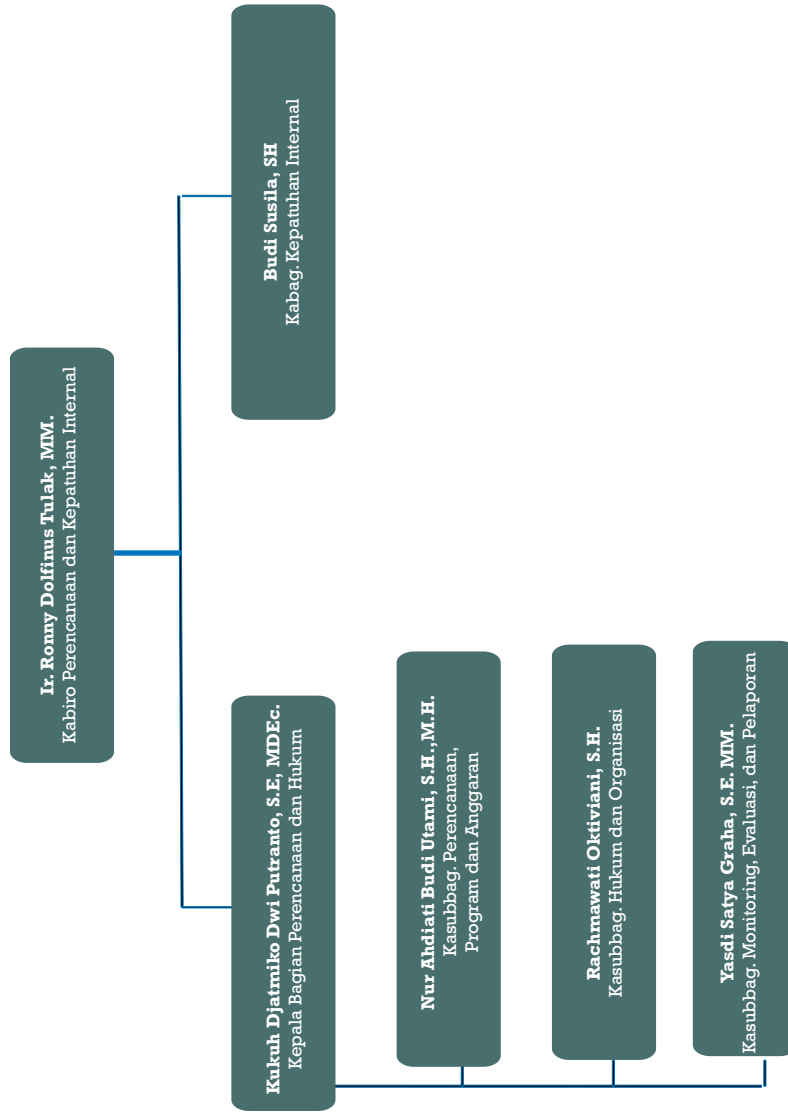 Ir. Ronny Dolfinus Tulak, MM.
Kabiro Perencanaan dan Kepatuhan Internal
Kukuh Djatmiko Dwi Putranto, S.E, MDEc.
Kepala Bagian Perencanaan dan Hukum
Budi Susila, SH
Kabag. Kepatuhan Internal
Nur Ahdiati Budi Utami, S.H.,M.H.
Kasubbag. Perencanaan,
Program dan Anggaran
Rachmawati Oktiviani, S.H.
Kasubbag. Hukum dan Organisasi
Yasdi Satya Graha, S.E. MM.
Kasubbag. Monitoring, Evaluasi, dan Pelaporan